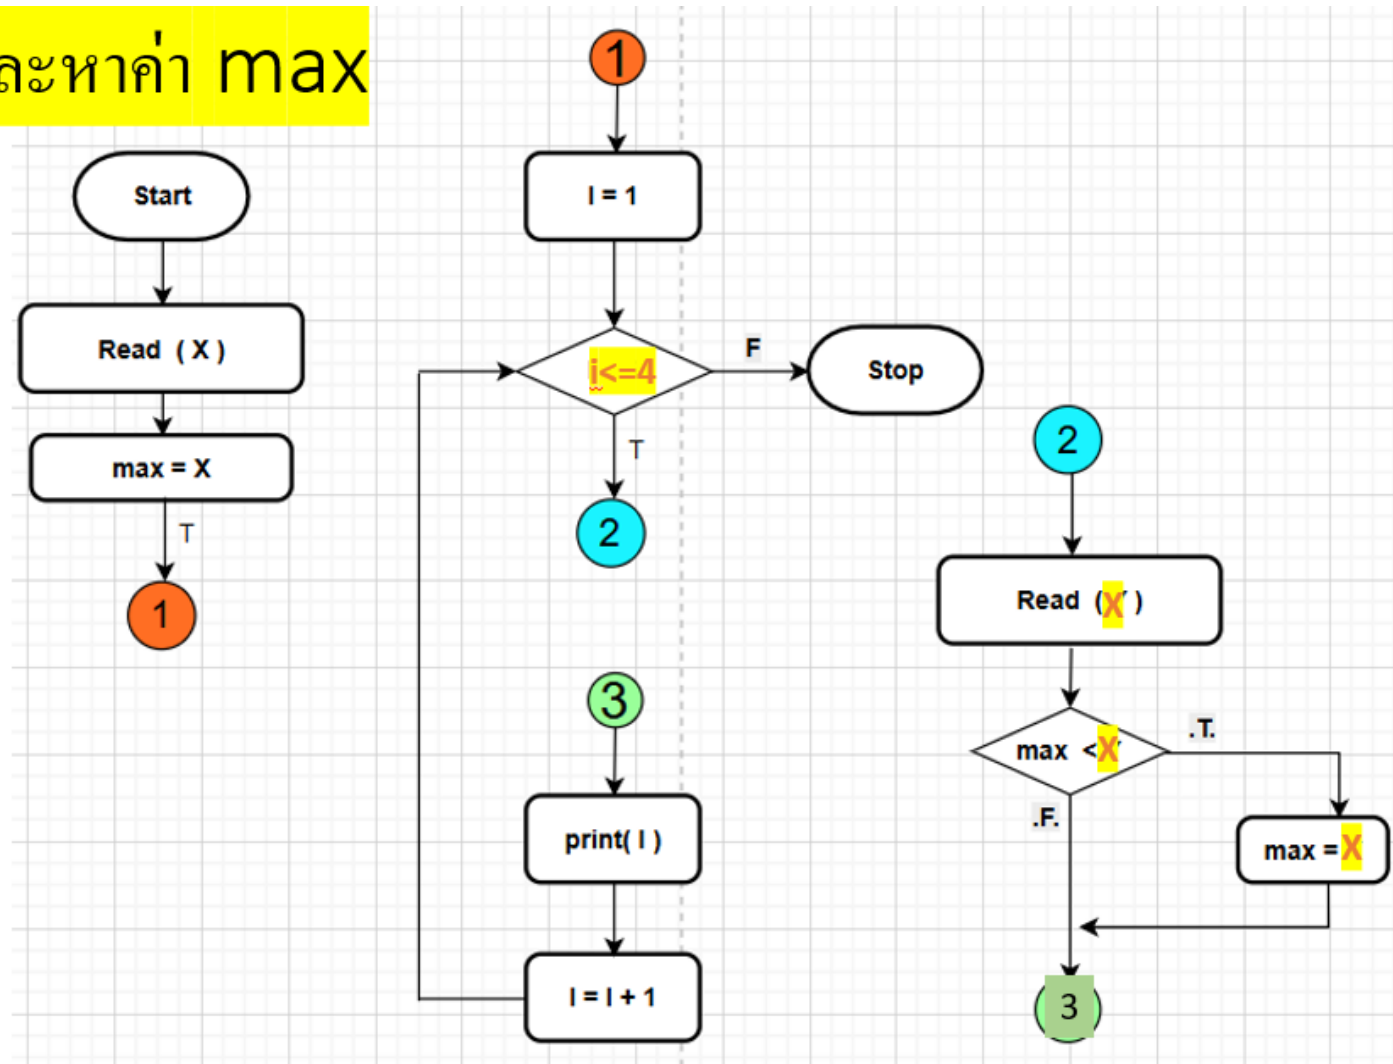 ละหาค่า max
Start
Read ( X )
max = X
T
1
1
I = 1
i<=4
F
Stop
T
2
3
print( I )
I = I + 1
2
Read (X )
max <X
.T.
.F.
max =X
3